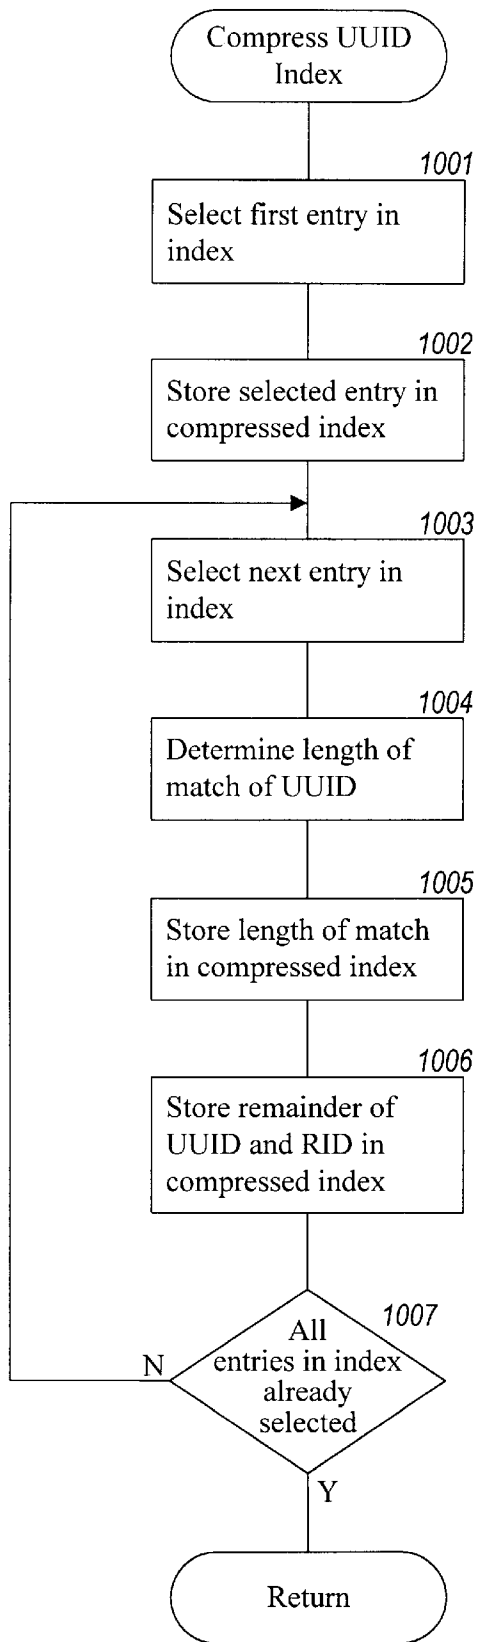 Compress UUID
Index
1001
Select first entry in
index
1002
Store selected entry in
compressed index
1003
Select next entry in
index
1004
Determine length of
match of UUID
1005
Store length of match
in compressed index
1006
Store remainder of
UUID and RID in
compressed index
1007
All
entries in index
already
selected
N
Y
Return